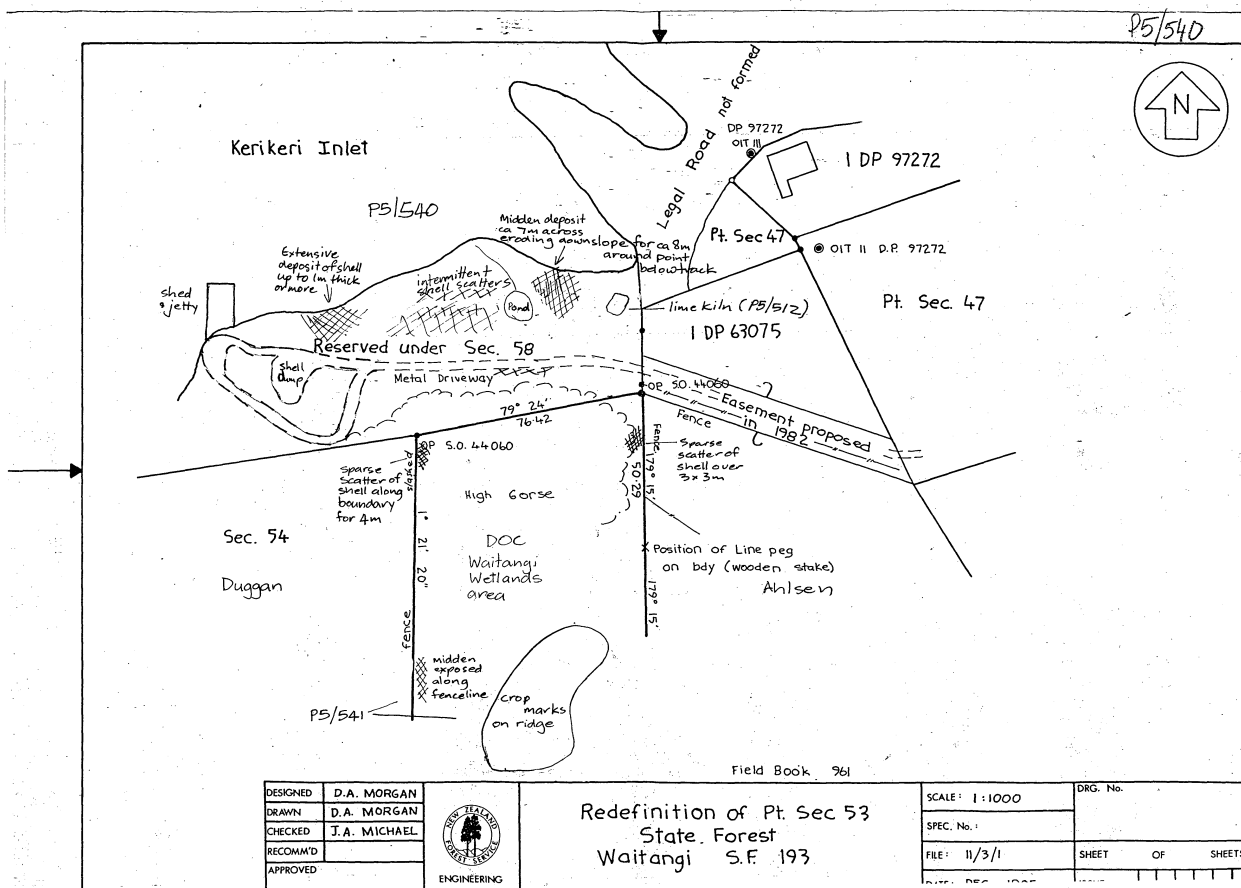 P5/540
N
Kerikeri Inlet
P5/540
Legal Road not formed
DP 97272
OIT III
1 DP 97272
Midden deposit
ca 7m across
eroding downslope for ca 8m
around point
below track
Pt. Sec 47
OIT II D.P. 97272
Extensive
deposit of shell
up to 1m thick
or more
intermittent
shell scatters
shed
& jetty
Pond
lime kiln (P5/512)
1 DP 63075
Pt. Sec. 47
Reserved under Sec. 58
shell
dump
Metal Driveway
OP S.O. 44060
79° 24'
76.42
Easement proposed
in 1982
Fence
OP S.O. 44060
slashed
sparse
scatter of
shell along
boundary
for 4m
Fence
179° 15'
50.29
Sparse
scatter of
shell over
3x3m
High Gorse
1° 21' 20"
Sec. 54
Duggan
DOC
Waitangi
Wetlands
area
Position of Line peg
on bdy (wooden stake)
Ahlsen
179° 15'
fence
midden
exposed
along
fenceline
P5/541
crop
marks
on ridge
Field Book 961
DESIGNED D.A. MORGAN
DRAWN D.A. MORGAN
CHECKED J.A. MICHAEL
RECOMM'D
APPROVED
NEW ZEALAND
FOREST SERVICE
ENGINEERING
Redefinition of Pt. Sec 53
State Forest
Waitangi S.F. 193
SCALE: 1:1000
SPEC. No.:
FILE: 11/3/1
DRG. No.
SHEET OF SHEETS